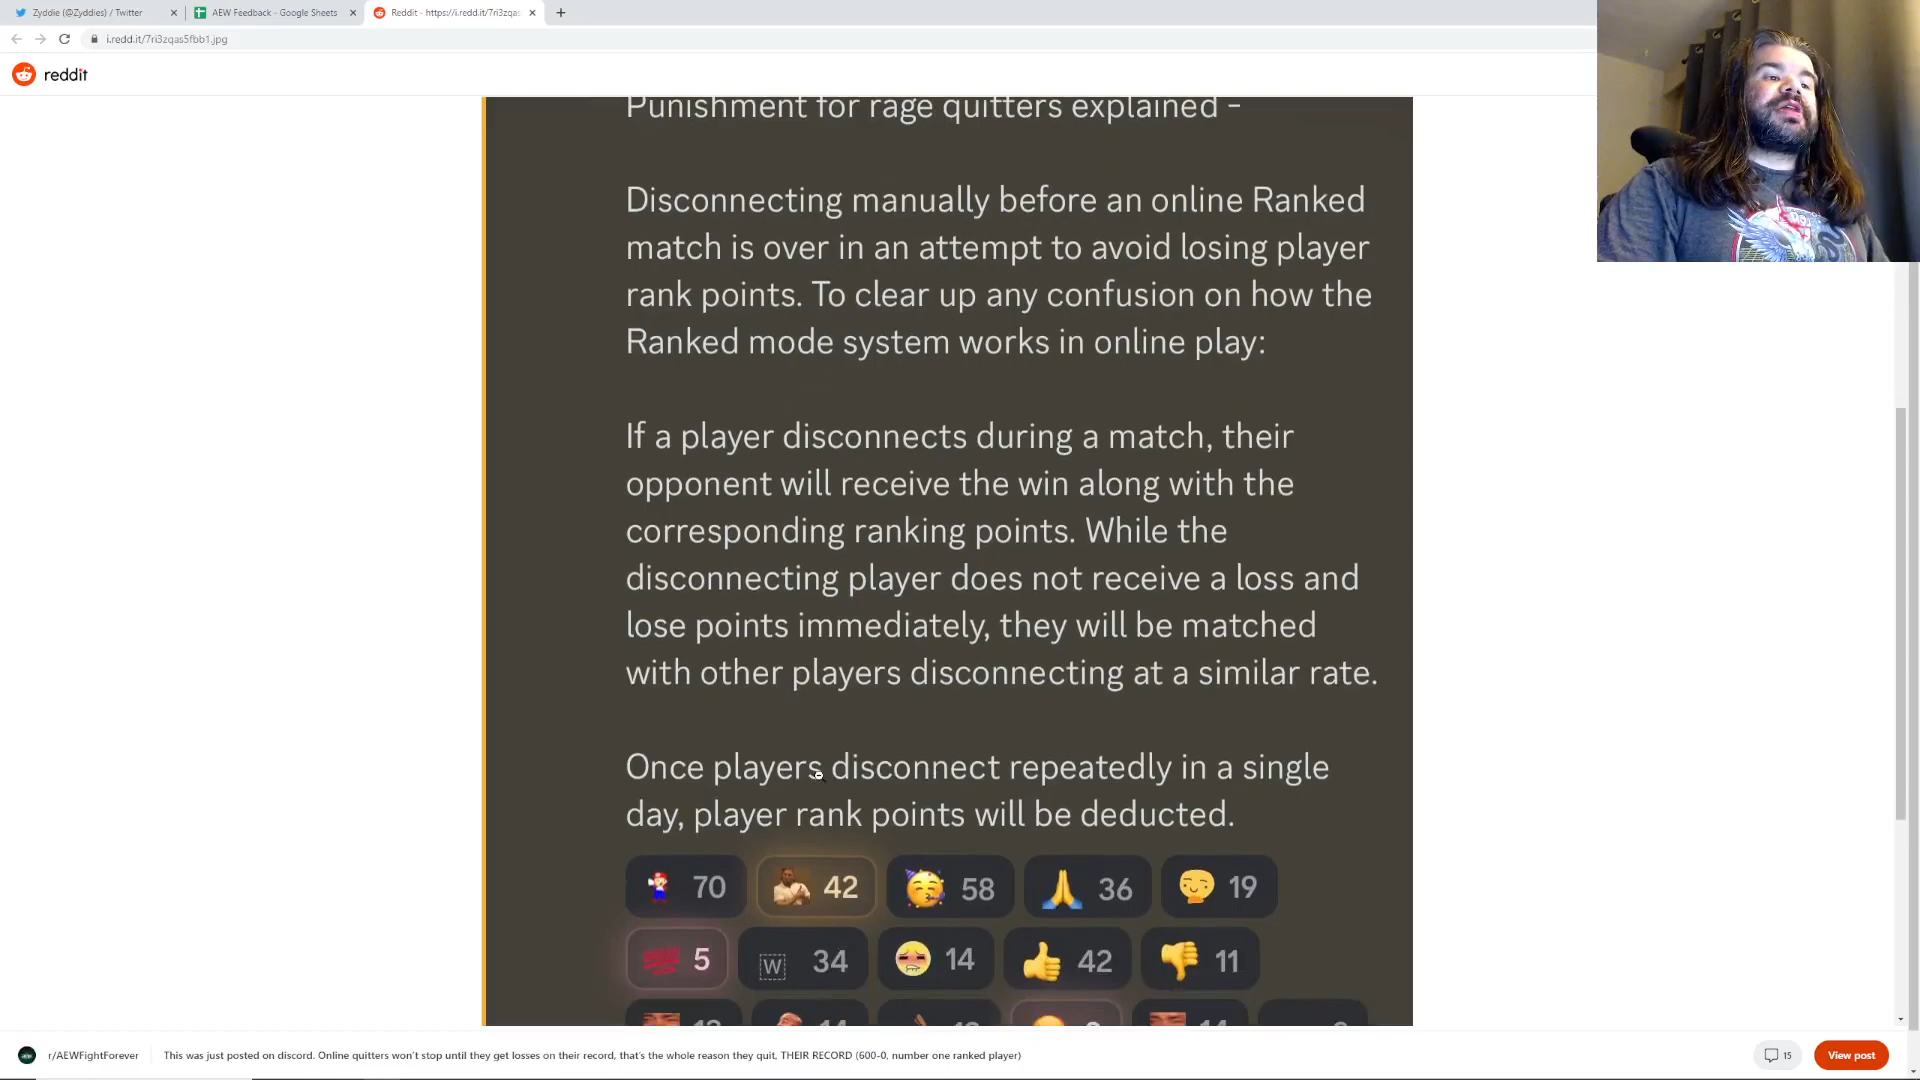 Zyddie (@Zyddies) / Twitter
AEW Feedback - Google Sheets
Reddit - https://i.redd.it/7ri3zqas
i.redd.it/7ri3zqas5fbb1.jpg
reddit
Punishment for rage quitters explained -
Disconnecting manually before an online Ranked
match is over in an attempt to avoid losing player
rank points. To clear up any confusion on how the
Ranked mode system works in online play:
If a player disconnects during a match, their
opponent will receive the win along with the
corresponding ranking points. While the
disconnecting player does not receive a loss and
lose points immediately, they will be matched
with other players disconnecting at a similar rate.
Once players disconnect repeatedly in a single
day, player rank points will be deducted.
70 42 58 36 19
5 W 34 14 42 11
r/AEWFightForever
This was just posted on discord. Online quitters won't stop until they get losses on their record, that's the whole reason they quit, THEIR RECORD (600-0, number one ranked player)
15
View post